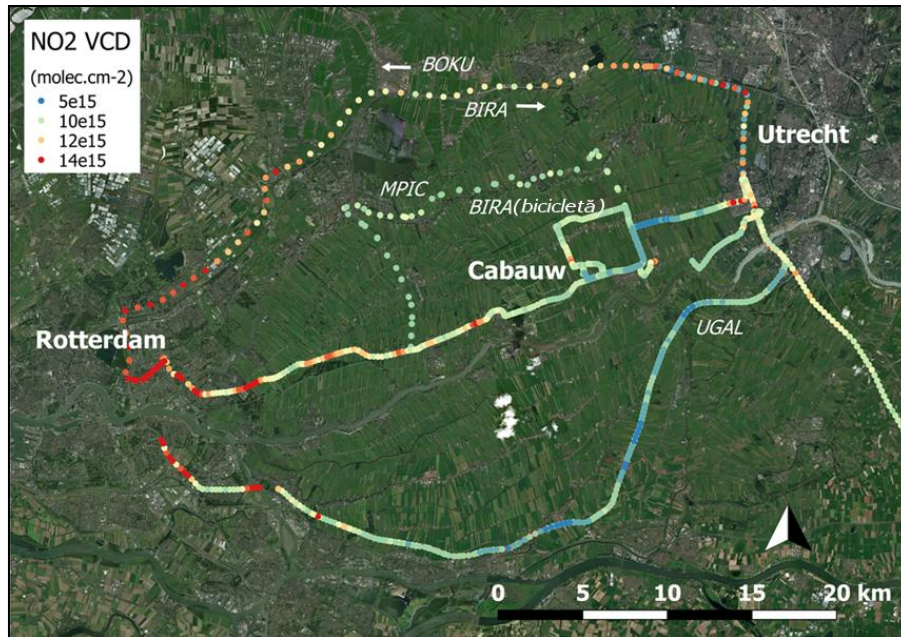 NO2 VCD
(molec.cm-2)
5e15
10e15
12e15
14e15
BOKU
BIRA
Utrecht
MPIC
BIRA(bicicletă)
Cabauw
Rotterdam
UGAL
0 5 10 15 20 km